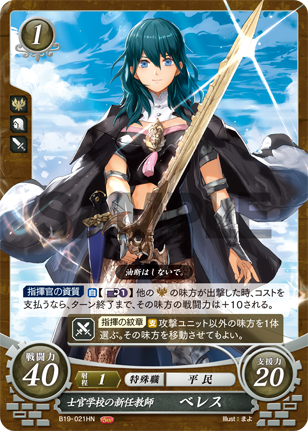 1
油断はしないで。
指揮官の資質 自 【 1】 他の の味方が出撃した時、コストを
支払うなら、ターン終了まで、その味方の戦闘力は+10される。
指揮の紋章 攻撃ユニット以外の味方を1体
選ぶ。その味方を移動させてもよい。
戦闘力
40
射程 1 特殊職 平民
支援力
20
士官学校の新任教師 ベレス
B19-021HN
Illust:まよ